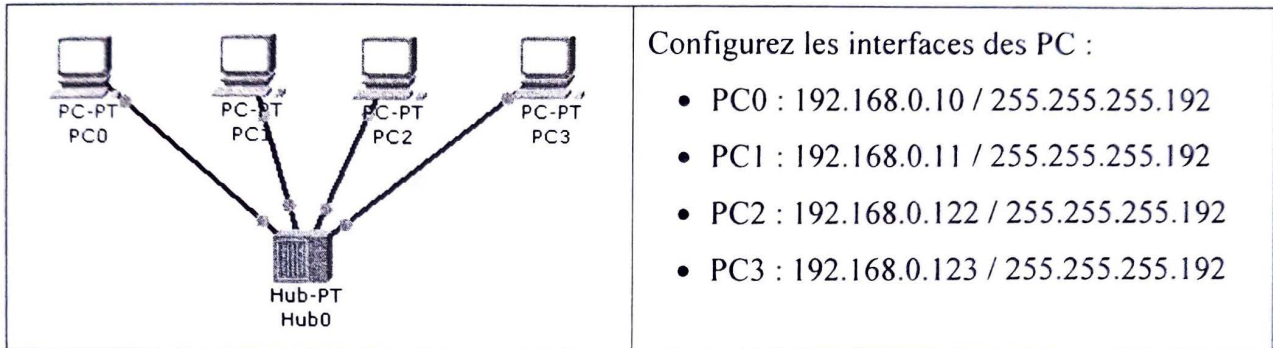 PC-PT
PC0
PC-PT
PC1
PC-PT
PC2
PC-PT
PC3
Hub-PT
Hub0
Configurez les interfaces des PC :
• PC0 : 192.168.0.10 / 255.255.255.192
• PC1 : 192.168.0.11 / 255.255.255.192
• PC2 : 192.168.0.122 / 255.255.255.192
• PC3 : 192.168.0.123 / 255.255.255.192